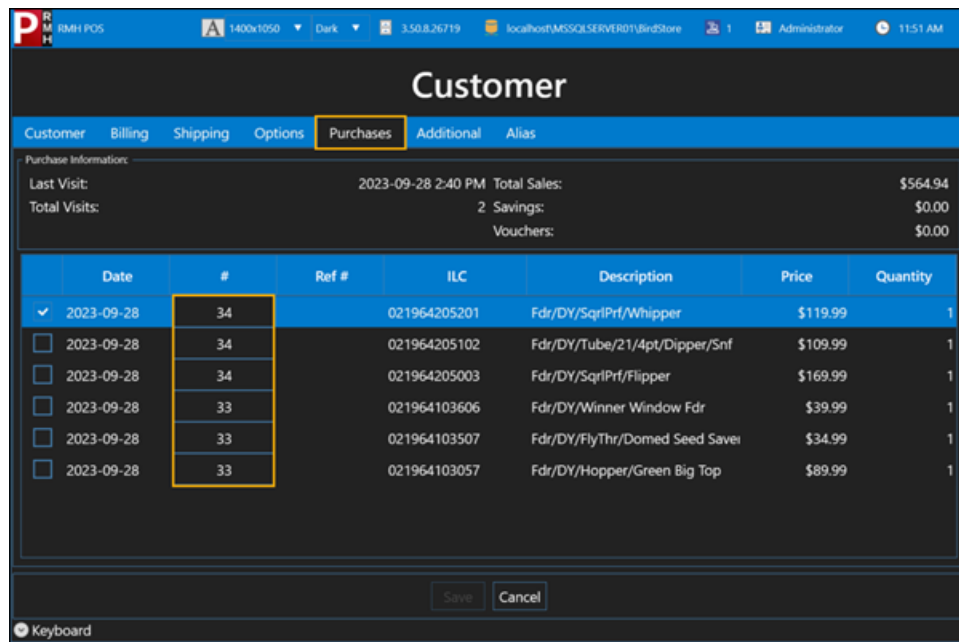 P RMH RMH POS A 1400x1050 Dark 3.50.8.26719 localhost\MSSQLSERVER01\BirdStore 1 Administrator 11:51 AM
Customer
Customer Billing Shipping Options Purchases Additional Alias
Purchase Information:
Last Visit: 2023-09-28 2:40 PM Total Sales: $564.94
Total Visits: 2 Savings: $0.00
Vouchers: $0.00
Date # Ref # ILC Description Price Quantity
2023-09-28 34 021964205201 Fdr/DY/SqrlPrf/Whipper $119.99 1
2023-09-28 34 021964205102 Fdr/DY/Tube/21/4pt/Dipper/Snf $109.99 1
2023-09-28 34 021964205003 Fdr/DY/SqrlPrf/Flipper $169.99 1
2023-09-28 33 021964103606 Fdr/DY/Winner Window Fdr $39.99 1
2023-09-28 33 021964103507 Fdr/DY/FlyThr/Domed Seed Saver $34.99 1
2023-09-28 33 021964103057 Fdr/DY/Hopper/Green Big Top $89.99 1
Save Cancel
Keyboard